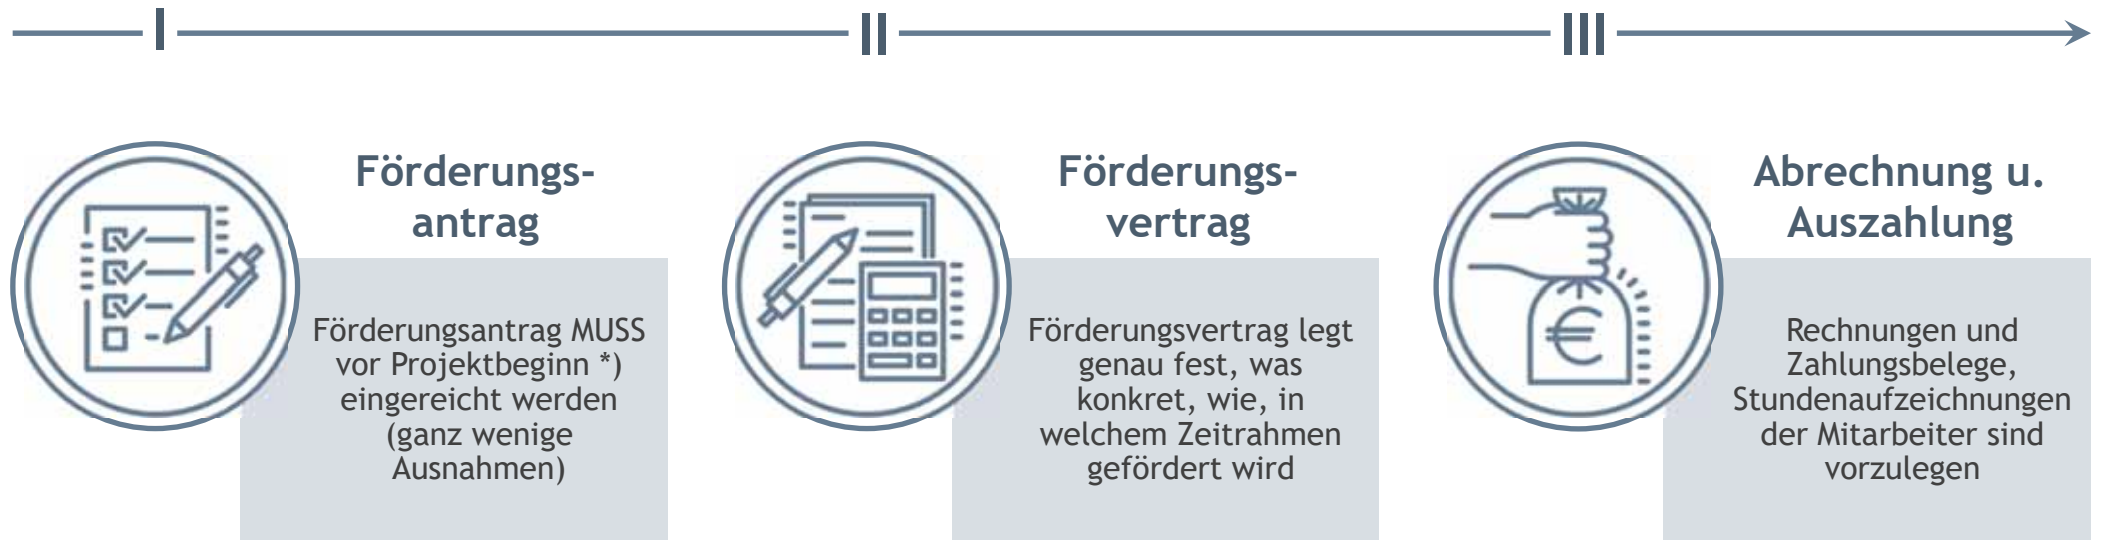 I
II
III
Förderungs-
antrag
Förderungsantrag MUSS
vor Projektbeginn *)
eingereicht werden
(ganz wenige
Ausnahmen)
Förderungs-
vertrag
Förderungsvertrag legt
genau fest, was
konkret, wie, in
welchem Zeitrahmen
gefördert wird
Abrechnung u.
Auszahlung
Rechnungen und
Zahlungsbelege,
Stundenaufzeichnungen
der Mitarbeiter sind
vorzulegen
€